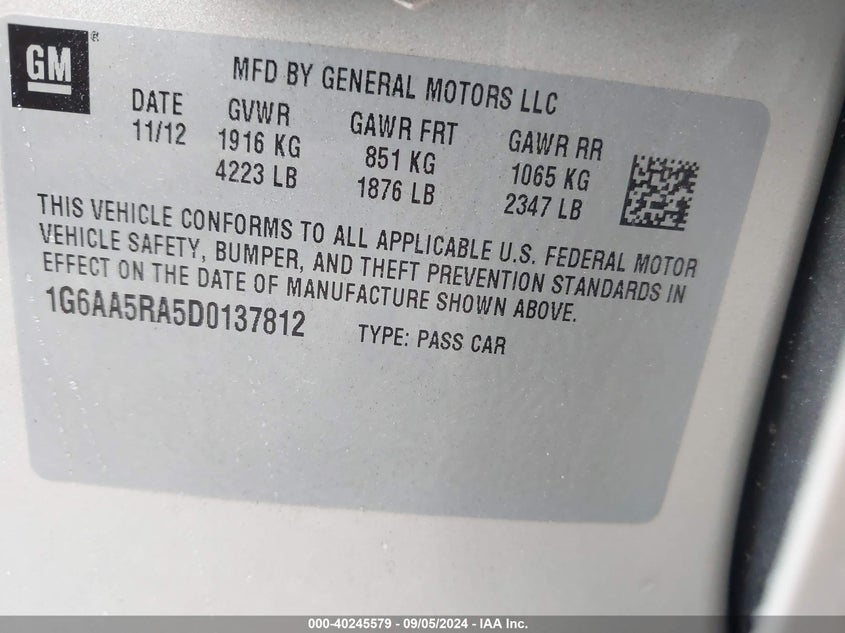 GM®
MFD BY GENERAL MOTORS LLC
DATE GVWR GAWR FRT GAWR RR
11/12 1916 KG 851 KG 1065 KG
4223 LB 1876 LB 2347 LB
THIS VEHICLE CONFORMS TO ALL APPLICABLE U.S. FEDERAL MOTOR
VEHICLE SAFETY, BUMPER, AND THEFT PREVENTION STANDARDS IN
EFFECT ON THE DATE OF MANUFACTURE SHOWN ABOVE.
1G6AA5RA5D0137812 TYPE: PASS CAR
000-40245579 - 09/05/2024 - IAA Inc.